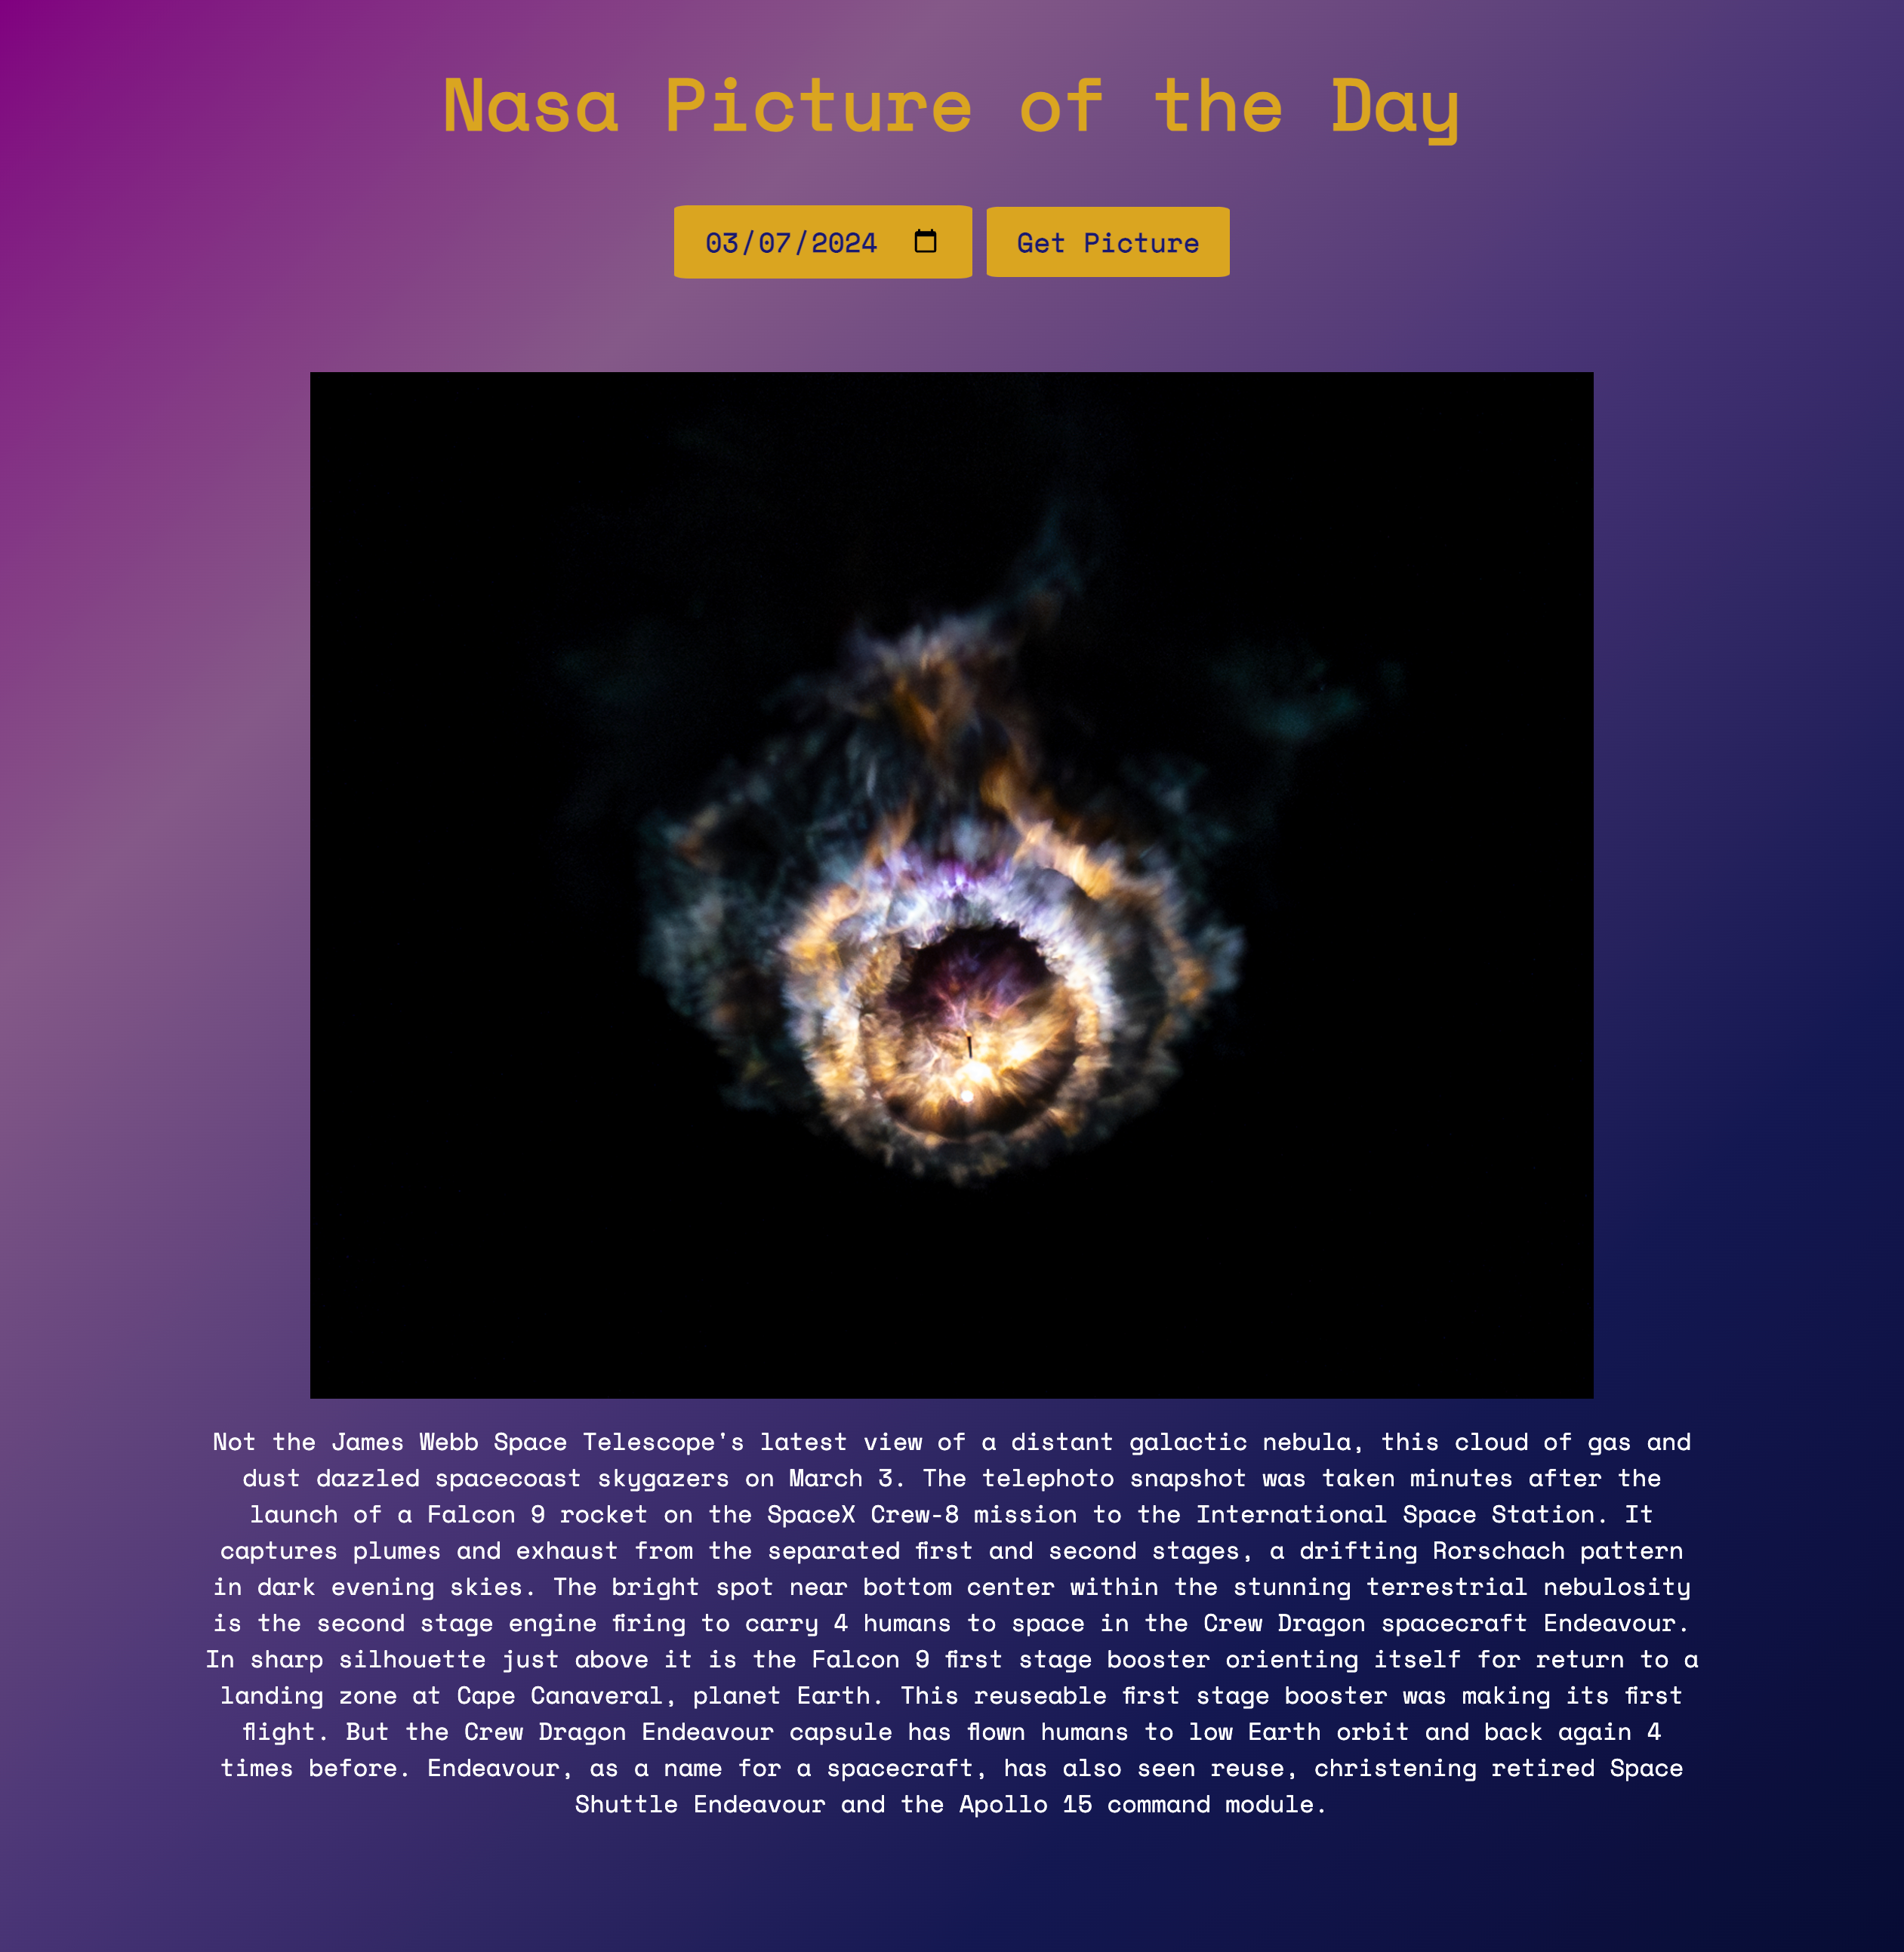 Nasa Picture of the Day
03/07/2024
Get Picture
Not the James Webb Space Telescope's latest view of a distant galactic nebula, this cloud of gas and
dust dazzled spacecoast skygazers on March 3. The telephoto snapshot was taken minutes after the
launch of a Falcon 9 rocket on the SpaceX Crew-8 mission to the International Space Station. It
captures plumes and exhaust from the separated first and second stages, a drifting Rorschach pattern
in dark evening skies. The bright spot near bottom center within the stunning terrestrial nebulosity
is the second stage engine firing to carry 4 humans to space in the Crew Dragon spacecraft Endeavour.
In sharp silhouette just above it is the Falcon 9 first stage booster orienting itself for return to a
landing zone at Cape Canaveral, planet Earth. This reuseable first stage booster was making its first
flight. But the Crew Dragon Endeavour capsule has flown humans to low Earth orbit and back again 4
times before. Endeavour, as a name for a spacecraft, has also seen reuse, christening retired Space
Shuttle Endeavour and the Apollo 15 command module.